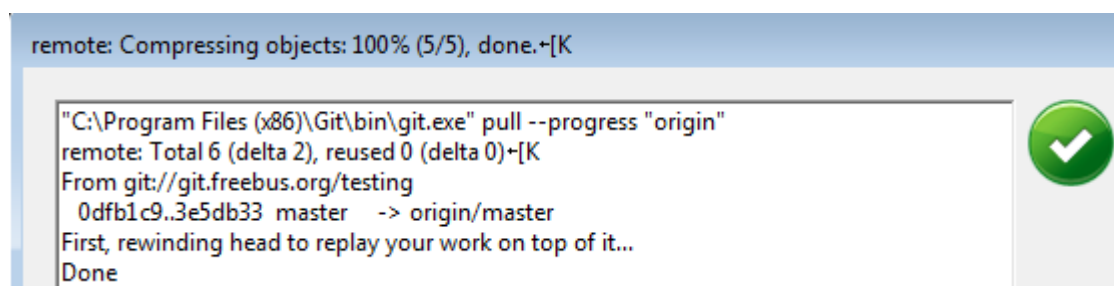 remote: Compressing objects: 100% (5/5), done.←[K
"C:\Program Files (x86)\Git\bin\git.exe" pull --progress "origin"
remote: Total 6 (delta 2), reused 0 (delta 0)←[K
From git://git.freebus.org/testing
0dfb1c9..3e5db33 master -> origin/master
First, rewinding head to replay your work on top of it...
Done